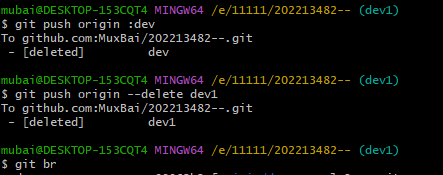 mubai@DESKTOP-153CQT4 MINGW64 /e/11111/202213482-- (dev1)
$ git push origin :dev
To github.com:MuxBai/202213482--.git
 - [deleted]         dev
mubai@DESKTOP-153CQT4 MINGW64 /e/11111/202213482-- (dev1)
$ git push origin --delete dev1
To github.com:MuxBai/202213482--.git
 - [deleted]         dev1
mubai@DESKTOP-153CQT4 MINGW64 /e/11111/202213482-- (dev1)
$ git br